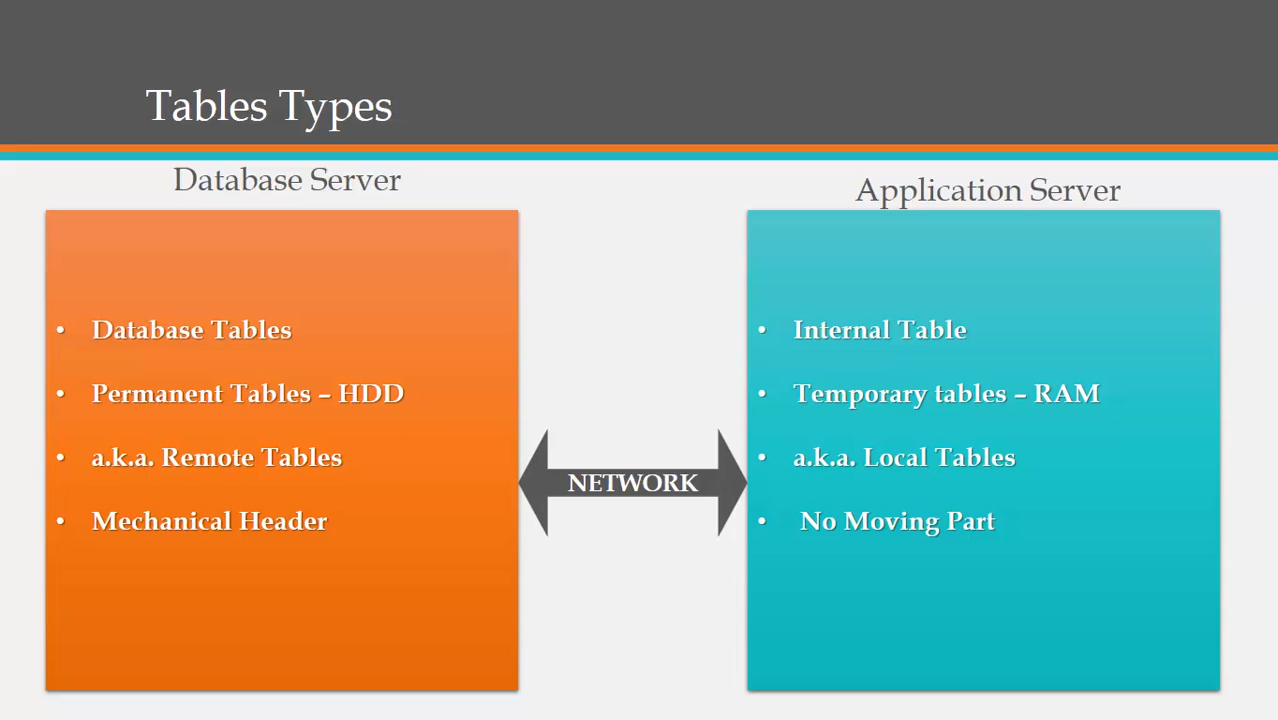 Tables Types
Database Server
• Database Tables
• Permanent Tables – HDD
• a.k.a. Remote Tables
• Mechanical Header
NETWORK
Application Server
• Internal Table
• Temporary tables – RAM
• a.k.a. Local Tables
• No Moving Part